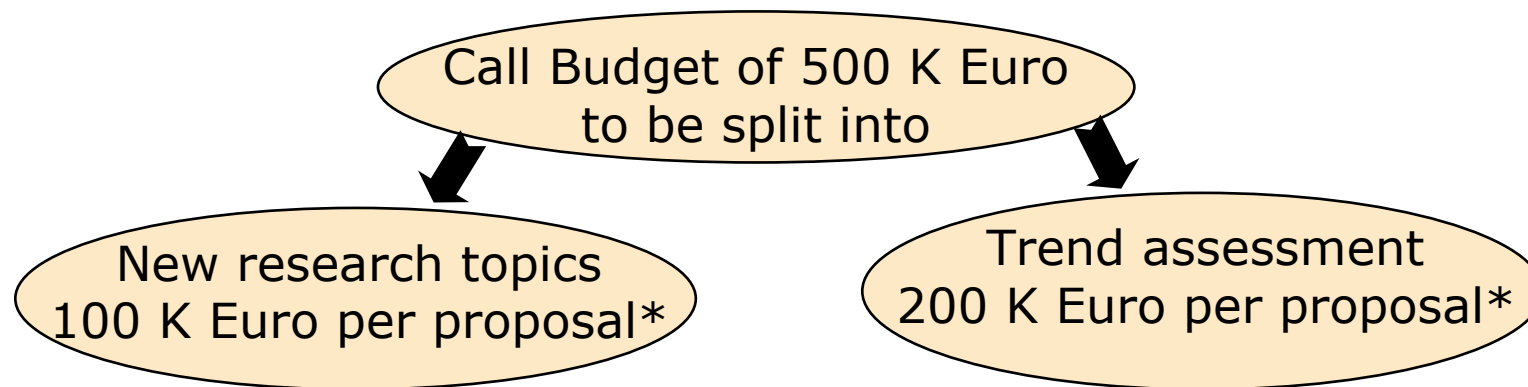 Call Budget of 500 K Euro
to be split into
New research topics
100 K Euro per proposal*
Trend assessment
200 K Euro per proposal*